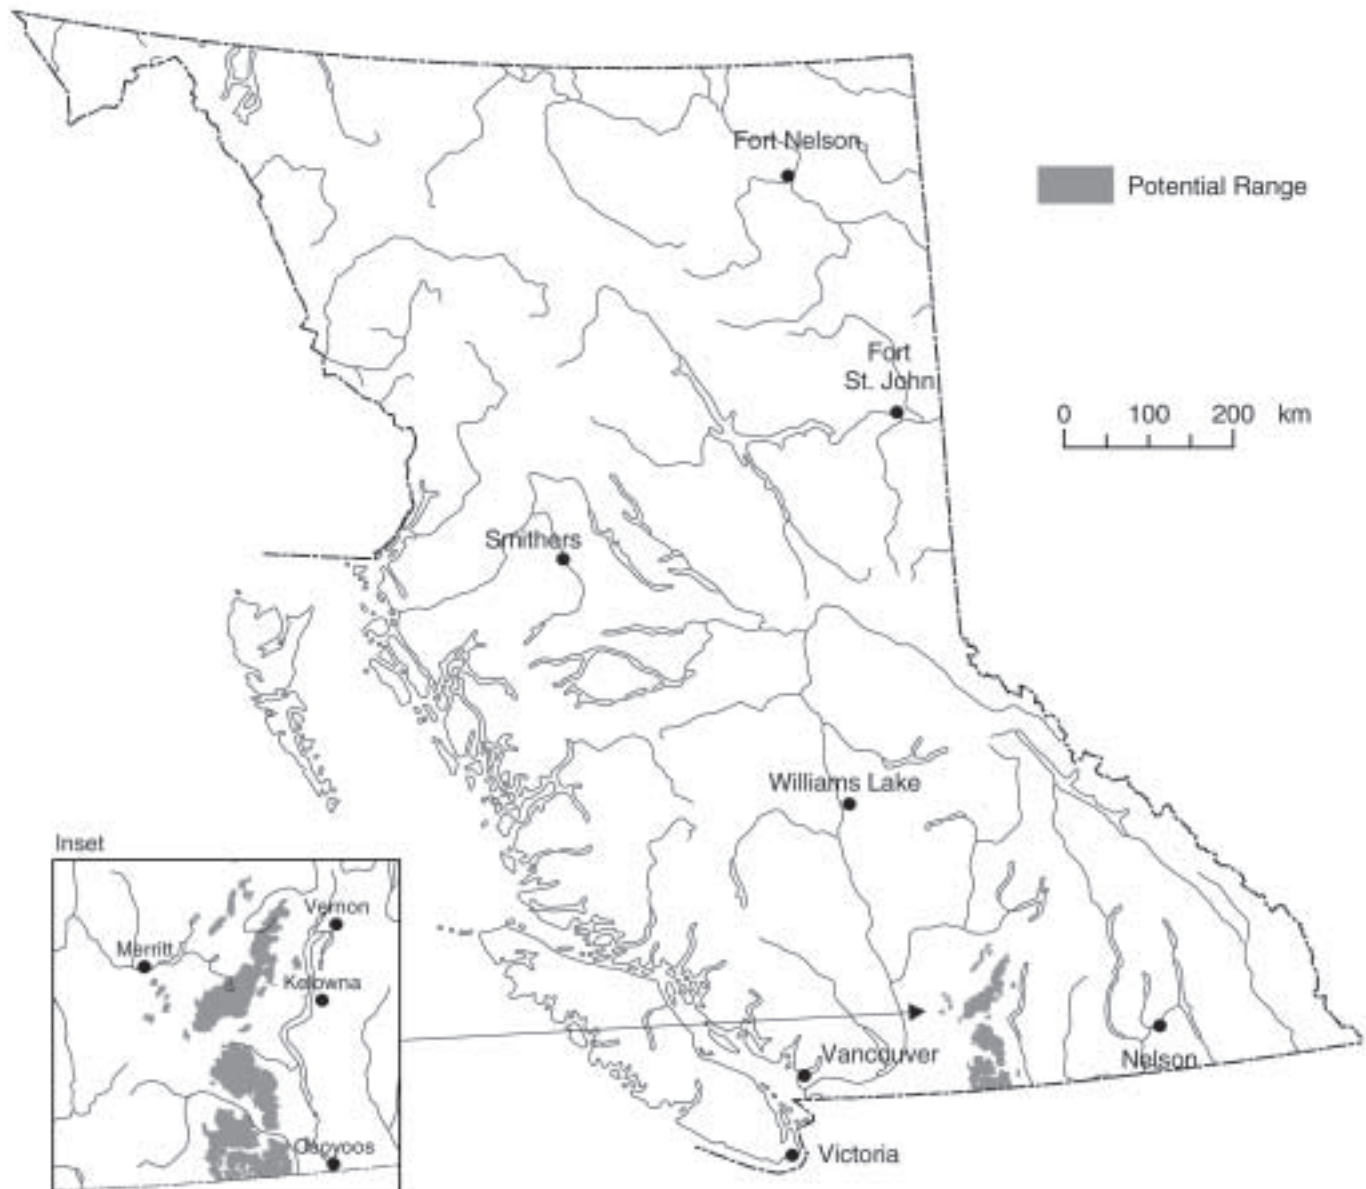 Fort Nelson
Potential Range
Fort
St. John
0 100 200 km
Smithers
Williams Lake
Inset
Vernon
Merritt
Kelowna
Vancouver
Nelson
Osoyoos
Victoria